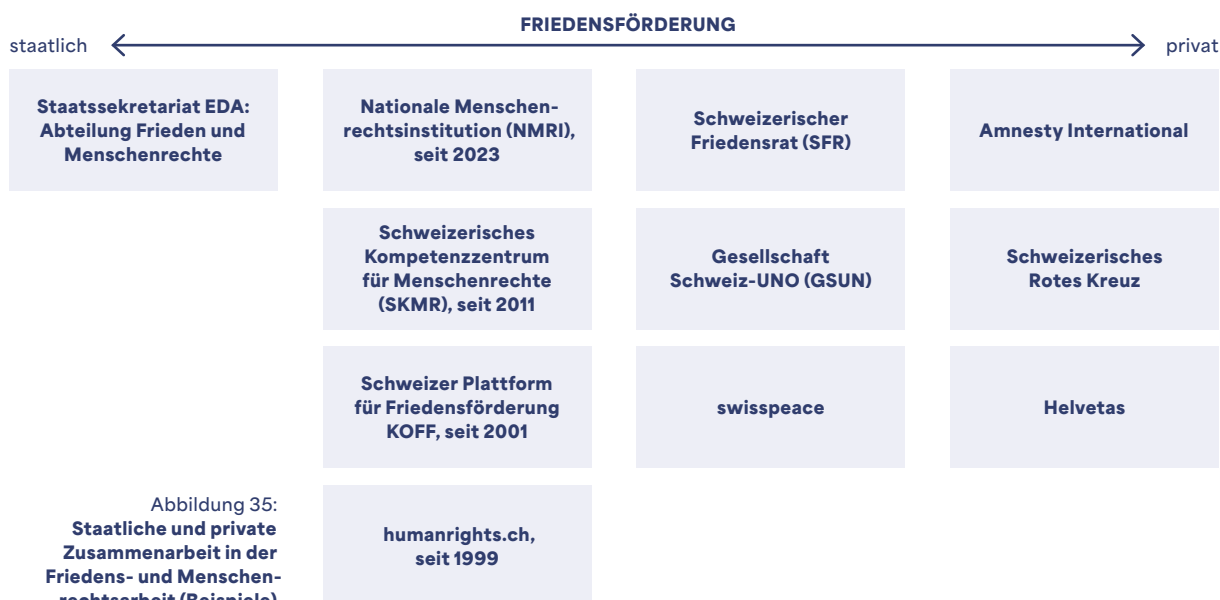 FRIEDENSFÖRDERUNG
staatlich
privat
Staatssekretariat EDA:
Abteilung Frieden und
Menschenrechte
Nationale Menschen-
rechtsinstitution (NMRI),
seit 2023
Schweizerischer
Friedensrat (SFR)
Amnesty International
Schweizerisches
Kompetenzzentrum
für Menschenrechte
(SKMR), seit 2011
Gesellschaft
Schweiz-UNO (GSUN)
Schweizerisches
Rotes Kreuz
Schweizer Plattform
für Friedensförderung
KOFF, seit 2001
swisspeace
Helvetas
Abbildung 35:
Staatliche und private
Zusammenarbeit in der
Friedens- und Menschen-
rechtsarbeit (Beispiele)
humanrights.ch,
seit 1999